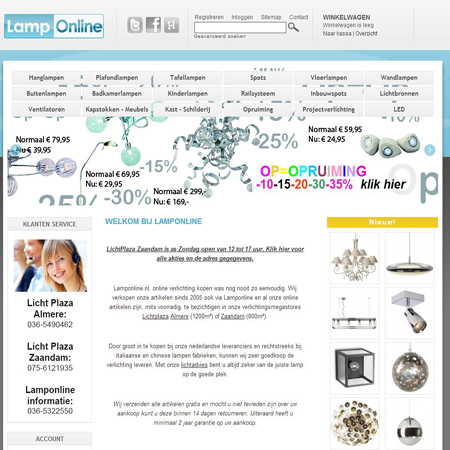 Lamp Online
Registreren Inloggen Sitemap Contact
Geavanceerd zoeken
WINKELWAGEN
Winkelwagen is leeg
Naar kassa | Overzicht
Hanglampen Plafondlampen Tafellampen Spots Vloerlampen Wandlampen
Buitenlampen Badkamerlampen Kinderlampen Railsysteem Inbouwspots Lichtbronnen
Ventilatoren Kapstokken - Meubels Kast - Schilderij Opruiming Projectverlichting LED
Normaal € 79,95
Nu: € 39,95
Normaal € 69.95
Nu: € 29,95
-15%
-30%
25%
Normaal € 299,-
Nu: € 169,-
25%
Normaal € 59,95
Nu: € 24,95
OP=OPRUIMING
-10-15-20-30-35% klik hier
KLANTEN SERVICE
Licht Plaza
Almere:
036-5490462
Licht Plaza
Zaandam:
075-6121935
Lamponline
informatie:
036-5322550
ACCOUNT
WELKOM BIJ LAMPONLINE
LichtPlaza Zaandam is as Zondag open van 12 tot 17 uur. Klik hier voor
alle akties en de adres gegegevens.
Lamponline.nl, online verlichting kopen was nog nooit zo eenvoudig. Wij
verkopen onze artikelen sinds 2005 ook via Lamponline en al onze online
artikelen zijn, mits voorradig, te bezichtigen in onze verlichtingsmegastores
Lichtplaza Almere (1200m²) of Zaandam (800m²).
Door groot in te kopen bij onze nederlandse leveranciers en rechtstreeks bij
italiaanse en chinese lampen fabrieken, kunnen wij zeer goedkoop de
verlichting leveren. Met onze lichtadvies bent u altijd zeker van de juiste lamp
op de goede plek.
Wij verzenden alle artikelen gratis en mocht u niet tevreden zijn over uw
aankoop kunt u deze binnen 14 dagen retourneren. Uiteraard heeft u
minimaal 2 jaar garantie op uw aankoop.
Nieuw!